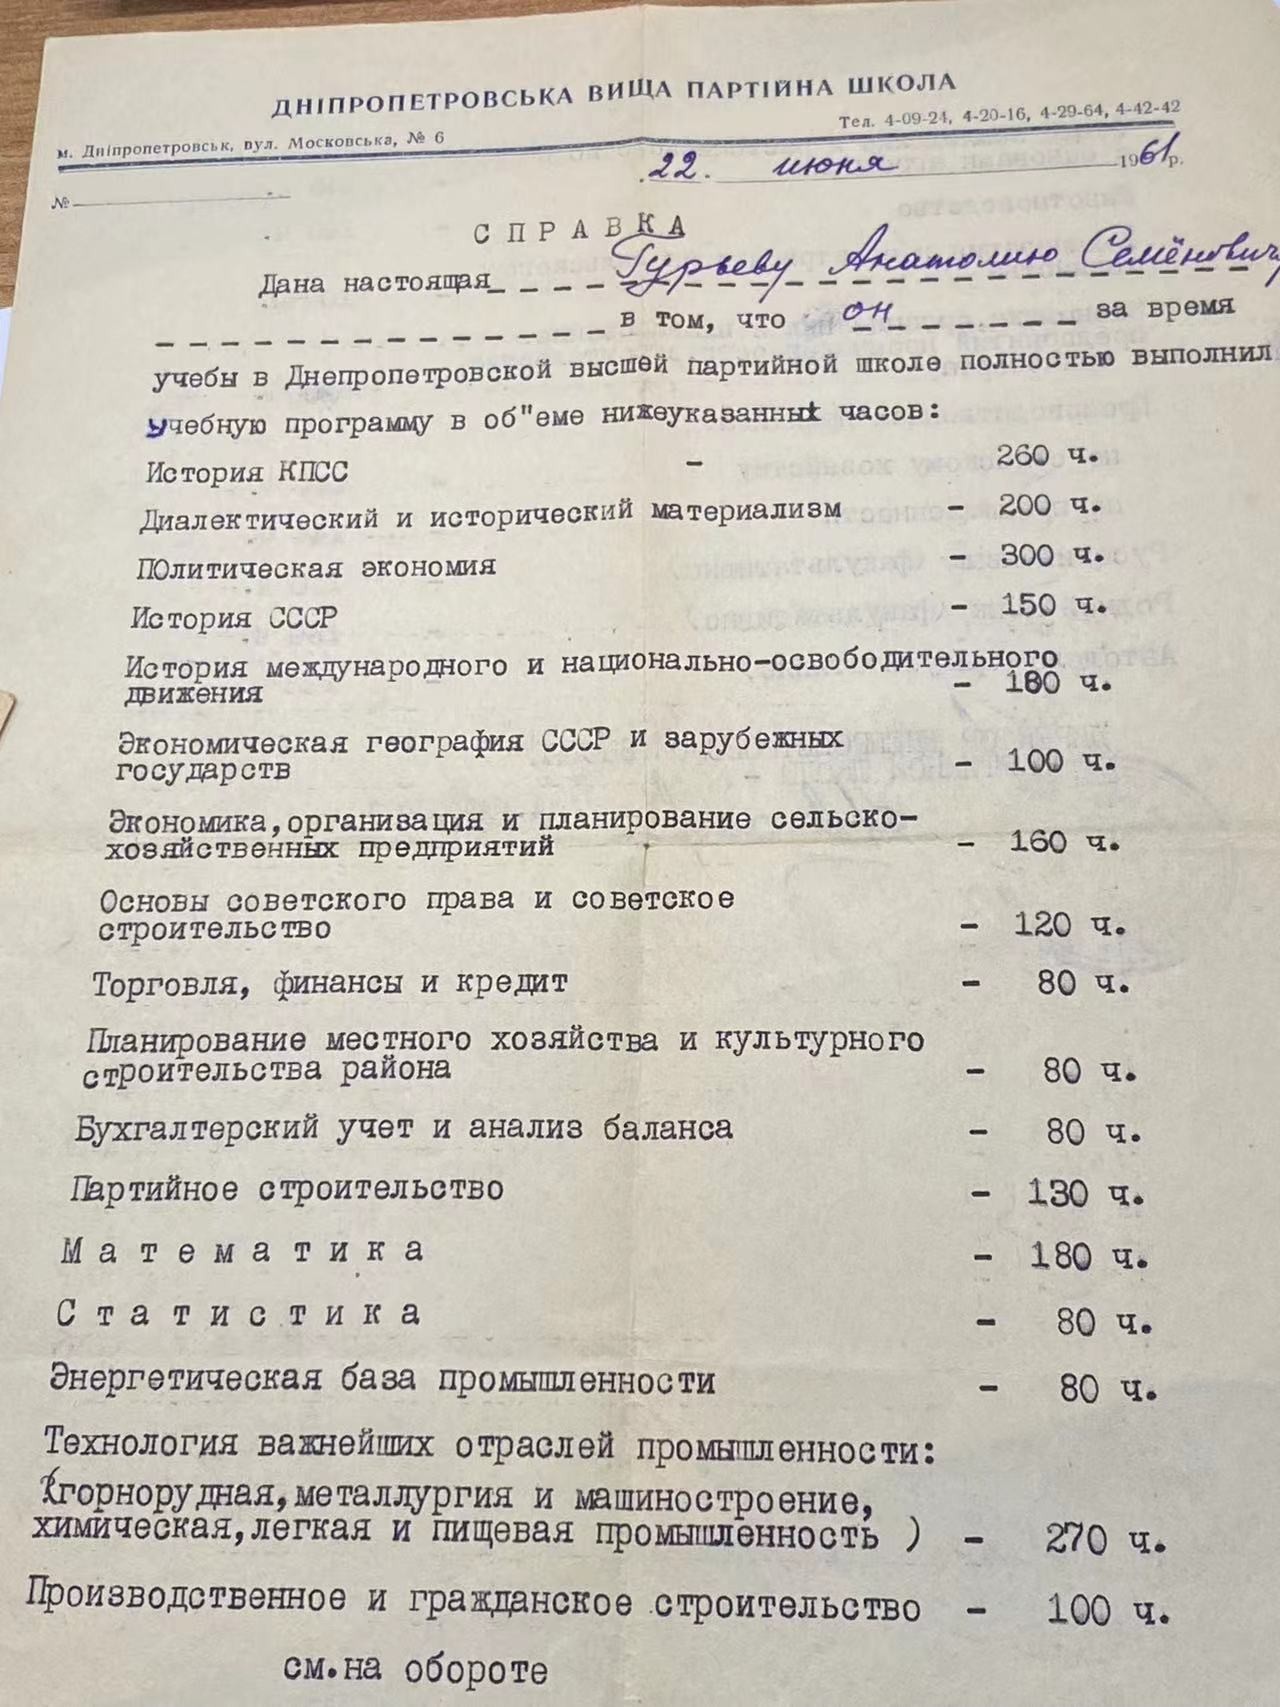 ДНІПРОПЕТРОВСЬКА ВИЩА ПАРТІЙНА ШКОЛА
м. Дніпропетровськ, вул. Московська, № 6
Тел. 4-09-24, 4-20-16, 4-29-64, 4-42-42
22. июня 1961 р.
№
СПРАВКА
Дана настоящая Гурьеву Анатолию Семёновичу
в том, что он за время
учебы в Днепропетровской высшей партийной школе полностью выполнил
учебную программу в об"еме нижеуказанных часов:
История КПСС - 260 ч.
Диалектический и исторический материализм - 200 ч.
ПОлитическая экономия - 300 ч.
История СССР - 150 ч.
История международного и национально-освободительного
движения - 180 ч.
Экономическая география СССР и зарубежных
государств - 100 ч.
Экономика,организация и планирование сельско-
хозяйственных предприятий - 160 ч.
Основы советского права и советское
строительство - 120 ч.
Торговля, финансы и кредит - 80 ч.
Планирование местного хозяйства и культурного
строительства района - 80 ч.
Бухгалтерский учет и анализ баланса - 80 ч.
Партийное строительство - 130 ч.
Математика - 180 ч.
Статистика - 80 ч.
Энергетическая база промышленности - 80 ч.
Технология важнейших отраслей промышленности:
(горнорудная,металлургия и машиностроение,
химическая,легкая и пищевая промышленность ) - 270 ч.
Производственное и гражданское строительство - 100 ч.
см.на обороте